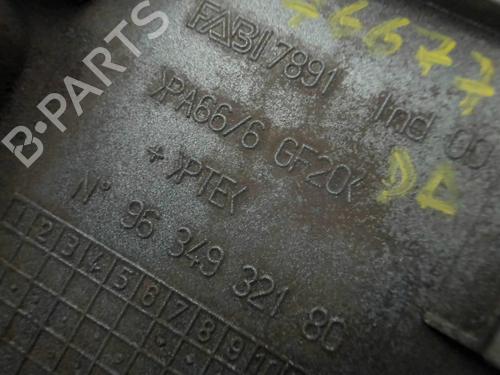 FABI 7891 Ind 00
>PA66/6 GF20<
+ >PTE<
N° 96 349 321 80
1 2 3 4 5 6 7 8 9 10
B-PARTS